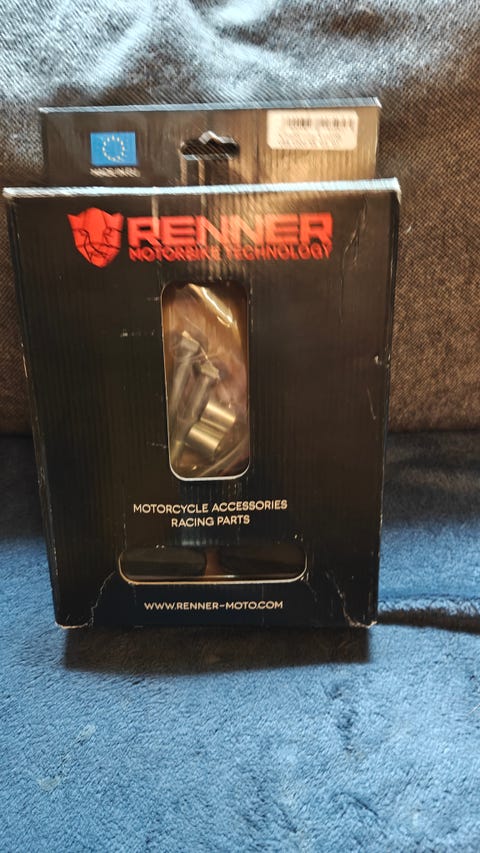 RENNER
MOTORBIKE TECHNOLOGY
MOTORCYCLE ACCESSORIES
RACING PARTS
WWW.RENNER-MOTO.COM